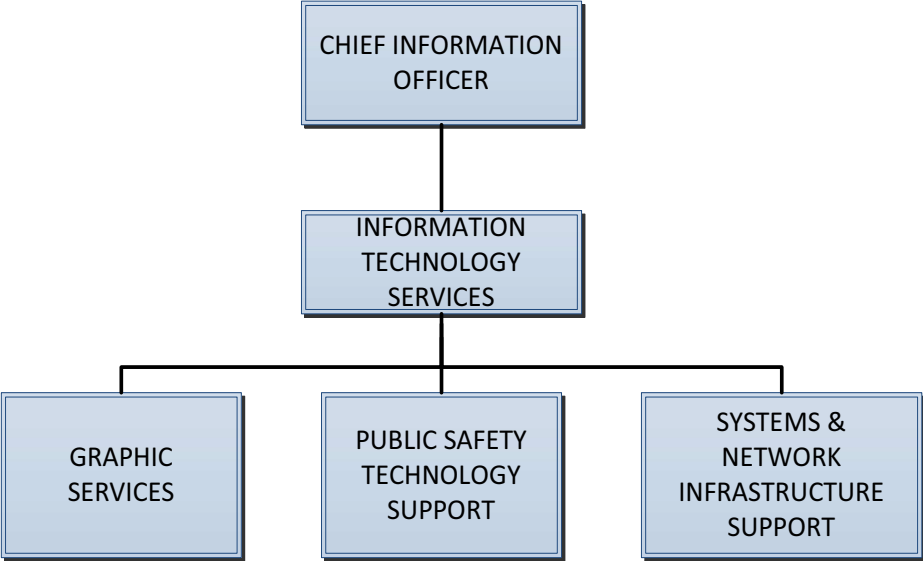 CHIEF INFORMATION
OFFICER
INFORMATION
TECHNOLOGY
SERVICES
GRAPHIC
SERVICES
PUBLIC SAFETY
TECHNOLOGY
SUPPORT
SYSTEMS &
NETWORK
INFRASTRUCTURE
SUPPORT